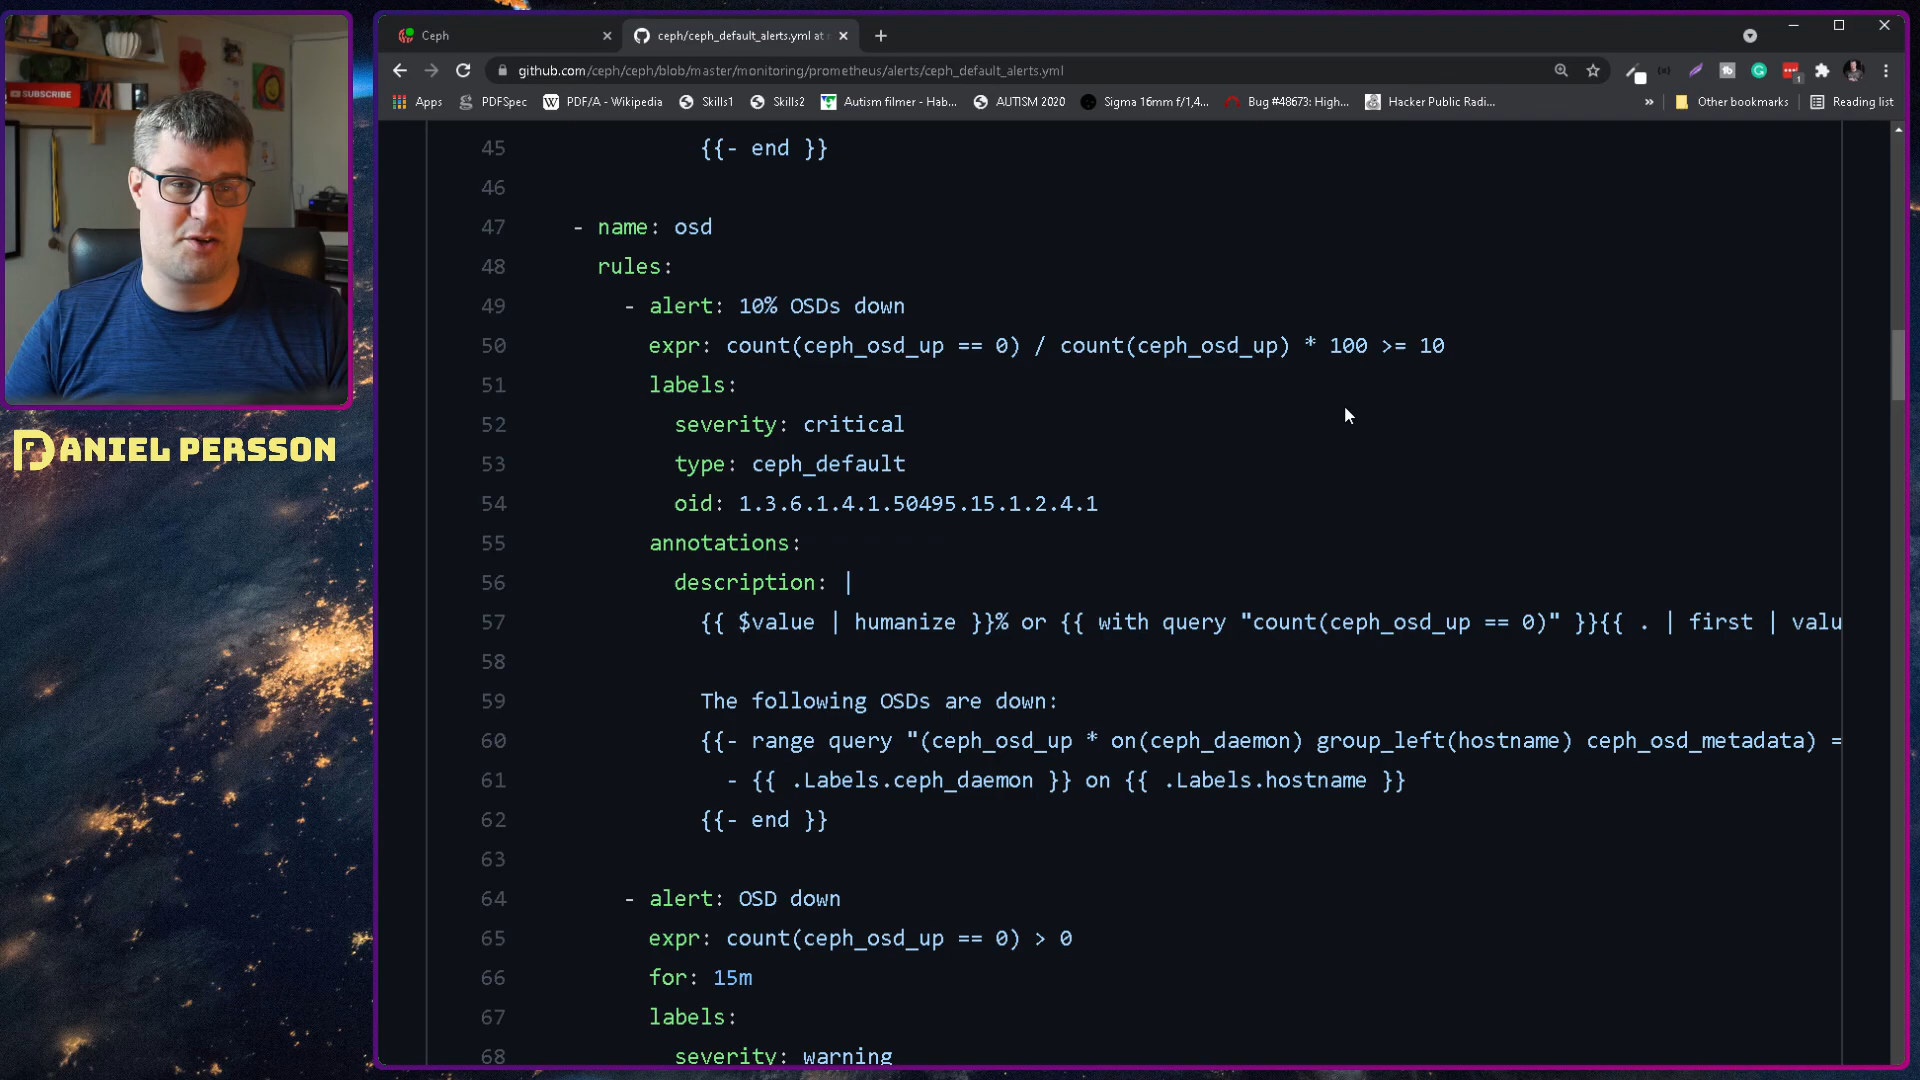 Ceph
ceph/ceph_default_alerts.yml at
github.com/ceph/ceph/blob/master/monitoring/prometheus/alerts/ceph_default_alerts.yml
Apps PDFSpec PDF/A - Wikipedia Skills1 Skills2 Autism filmer - Hab... AUTISM 2020 Sigma 16mm f/1,4... Bug #48673: High... Hacker Public Radi... » Other bookmarks Reading list
SUBSCRIBE
DANIEL PERSSON
45 {{- end }}
46
47 - name: osd
48 rules:
49 - alert: 10% OSDs down
50 expr: count(ceph_osd_up == 0) / count(ceph_osd_up) * 100 >= 10
51 labels:
52 severity: critical
53 type: ceph_default
54 oid: 1.3.6.1.4.1.50495.15.1.2.4.1
55 annotations:
56 description: |
57 {{ $value | humanize }}% or {{ with query "count(ceph_osd_up == 0)" }}{{ . | first | valu
58
59 The following OSDs are down:
60 {{- range query "(ceph_osd_up * on(ceph_daemon) group_left(hostname) ceph_osd_metadata) =
61 - {{ .Labels.ceph_daemon }} on {{ .Labels.hostname }}
62 {{- end }}
63
64 - alert: OSD down
65 expr: count(ceph_osd_up == 0) > 0
66 for: 15m
67 labels:
68 severity: warning